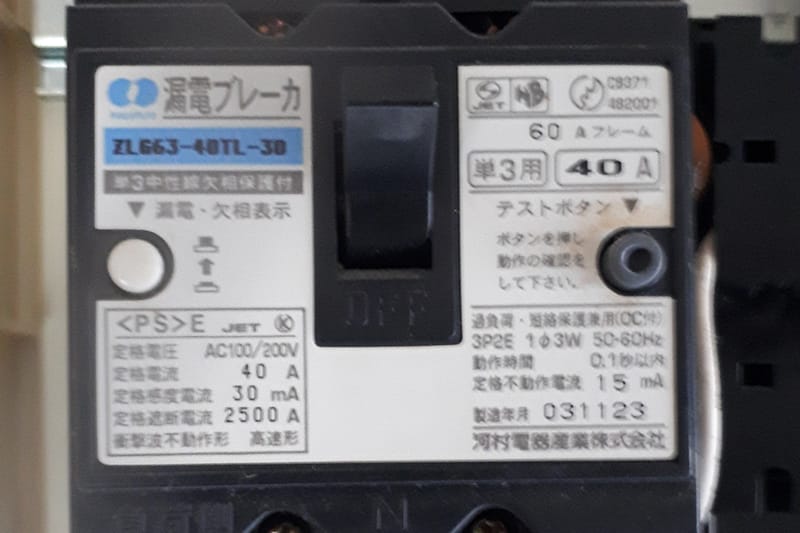 漏電ブレーカ
ZLG63-40TL-30
単3中性線欠相保護付
▼ 漏電・欠相表示
<PS>E JET Ⓚ
定格電圧 AC100/200V
定格電流 40 A
定格感度電流 30 mA
定格遮断電流 2500 A
衝撃波不動作形 高速形
OFF
JET
60 Aフレーム
単3用 40 A
テストボタン ▼
ボタンを押し
動作の確認を
して下さい。
過負荷・短絡保護兼用(OC付)
3P2E 1φ3W 50-60Hz
動作時間 0.1秒以内
定格不動作電流 15 mA
製造年月 031123
河村電器産業株式会社
N